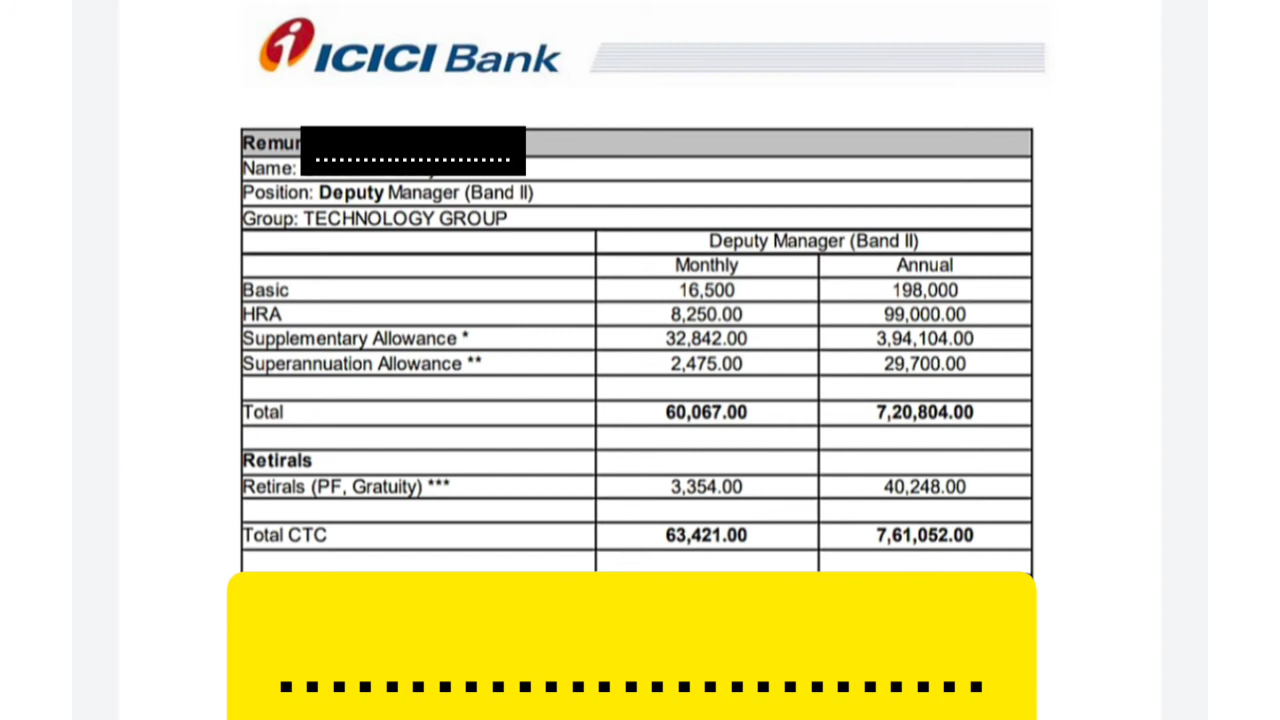 ICICI Bank
Name:
Position: Deputy Manager (Band II)
Group: TECHNOLOGY GROUP
Deputy Manager (Band II)
Monthly Annual
Basic 16,500 198,000
HRA 8,250.00 99,000.00
Supplementary Allowance * 32,842.00 3,94,104.00
Superannuation Allowance ** 2,475.00 29,700.00
Total 60,067.00 7,20,804.00
Retirals
Retirals (PF, Gratuity) *** 3,354.00 40,248.00
Total CTC 63,421.00 7,61,052.00